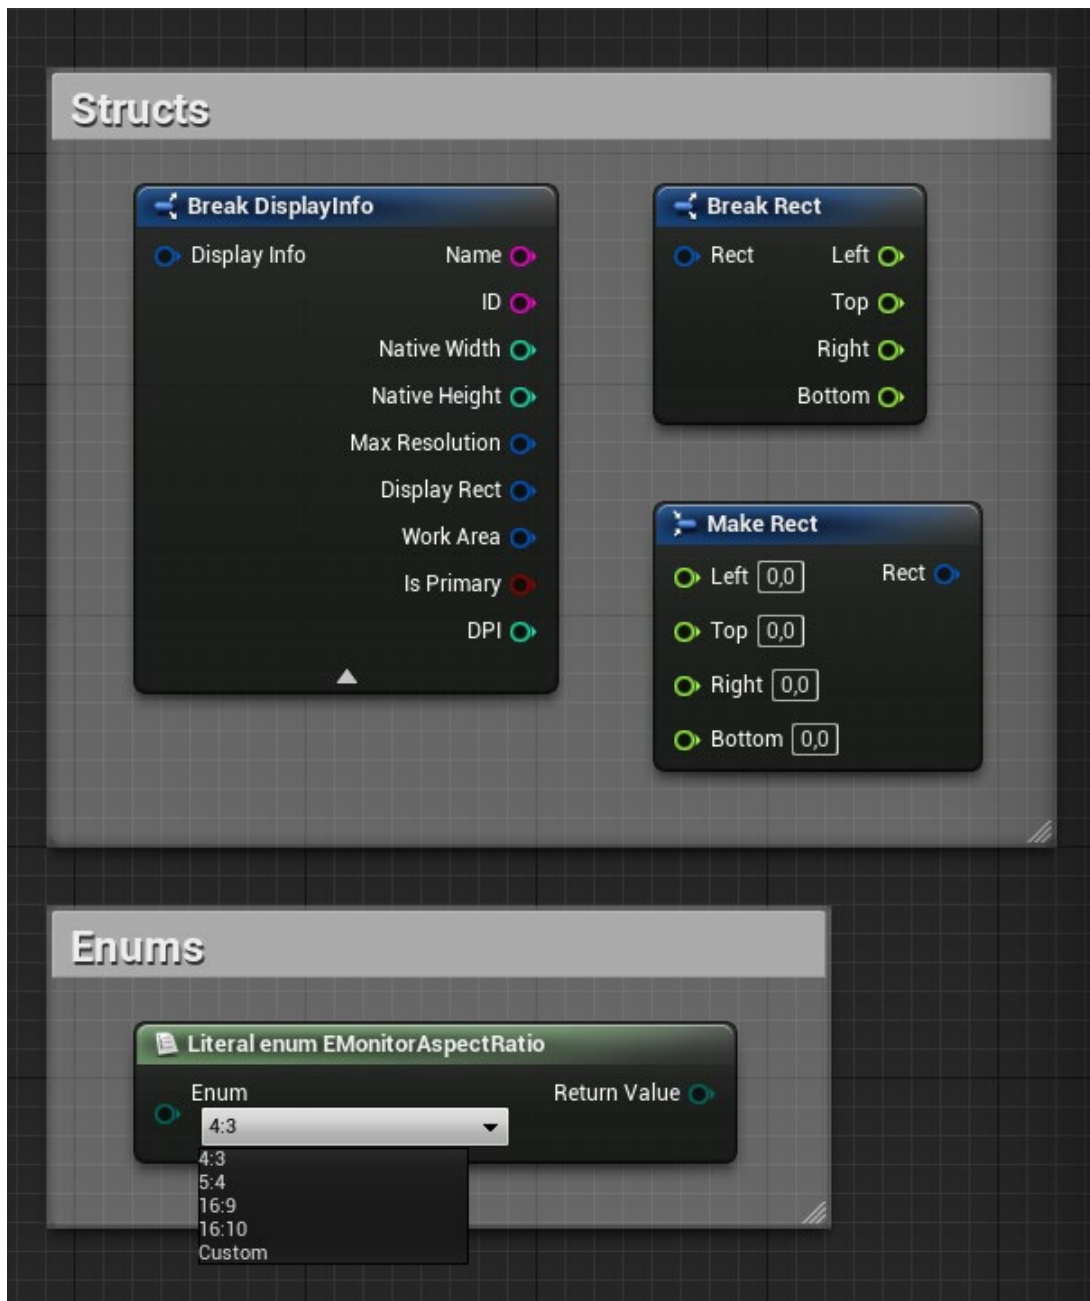 Structs
Break DisplayInfo
Display Info
Name
ID
Native Width
Native Height
Max Resolution
Display Rect
Work Area
Is Primary
DPI
Break Rect
Rect
Left
Top
Right
Bottom
Make Rect
Left 0,0
Rect
Top 0,0
Right 0,0
Bottom 0,0
Enums
Literal enum EMonitorAspectRatio
Enum
Return Value
4:3
4:3
5:4
16:9
16:10
Custom